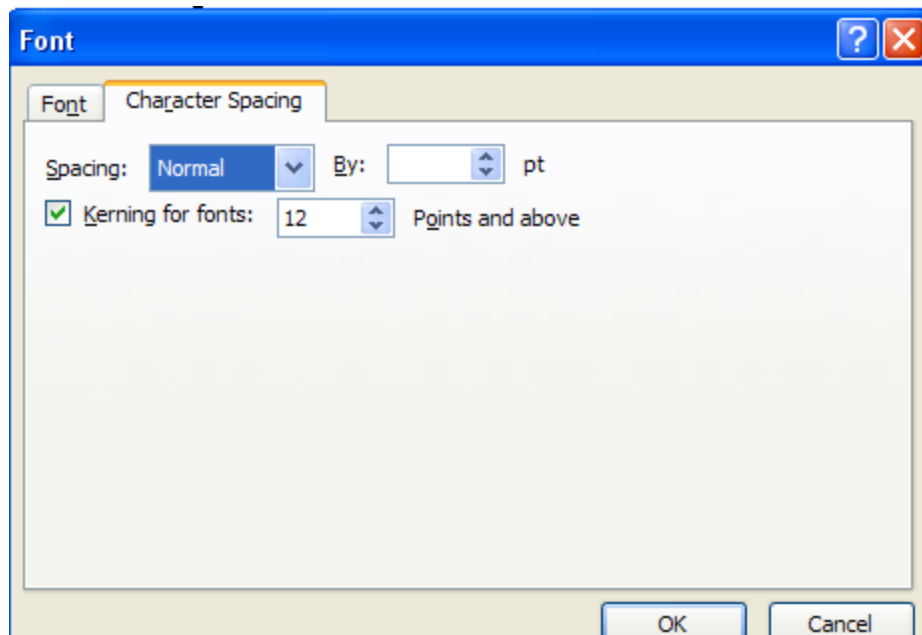 Font
Font Character Spacing
Spacing: Normal By: pt
Kerning for fonts: 12 Points and above
OK Cancel